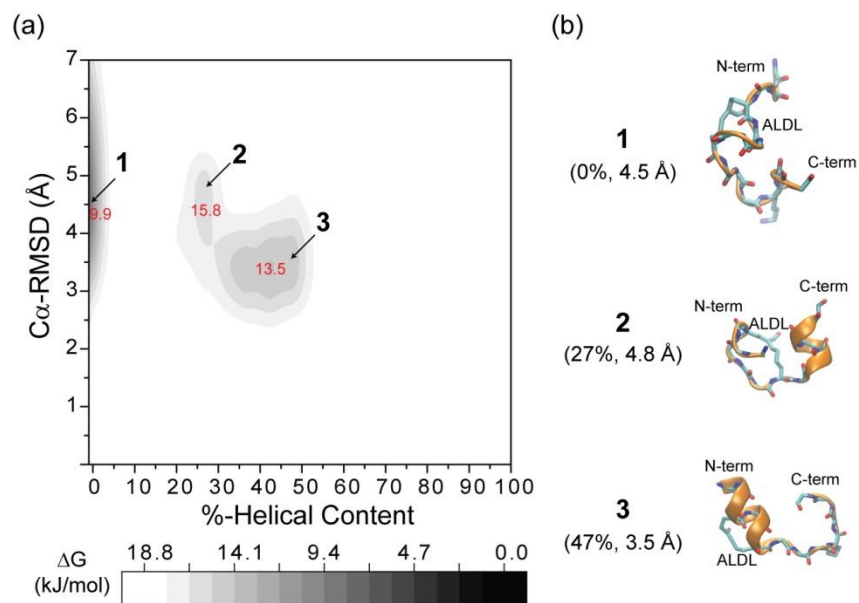 (a)
7
6
5
4
3
2
1
Cα-RMSD (Å)
1
9.9
2
15.8
3
13.5
0 10 20 30 40 50 60 70 80 90 100
%-Helical Content
ΔG
(kJ/mol)
18.8 14.1 9.4 4.7 0.0
(b)
N-term
ALDL
C-term
1
(0%, 4.5 Å)
C-term
N-term
ALDL
2
(27%, 4.8 Å)
N-term
C-term
3
(47%, 3.5 Å)
ALDL